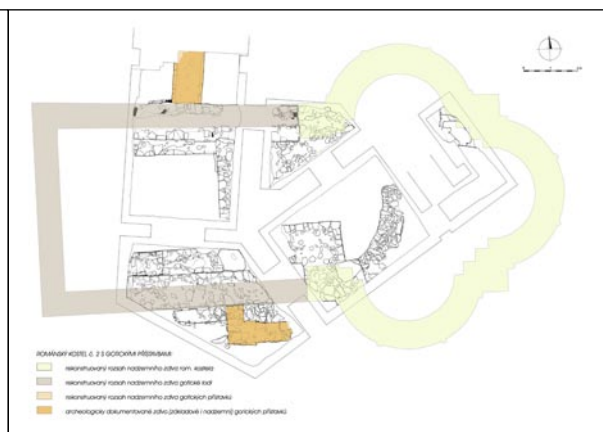 ROMÁNSKÝ KOSTEL Č. 2 S GOTICKÝMI PŘÍSTAVBAMI
rekonstruovaný rozsah nadzemního zdiva rom. kostela
rekonstruovaný rozsah nadzemního zdiva gotické lodi
rekonstruovaný rozsah nadzemního zdiva gotických přístavků
archeologicky dokumentované zdivo (základové i nadzemní) gotických přístavků